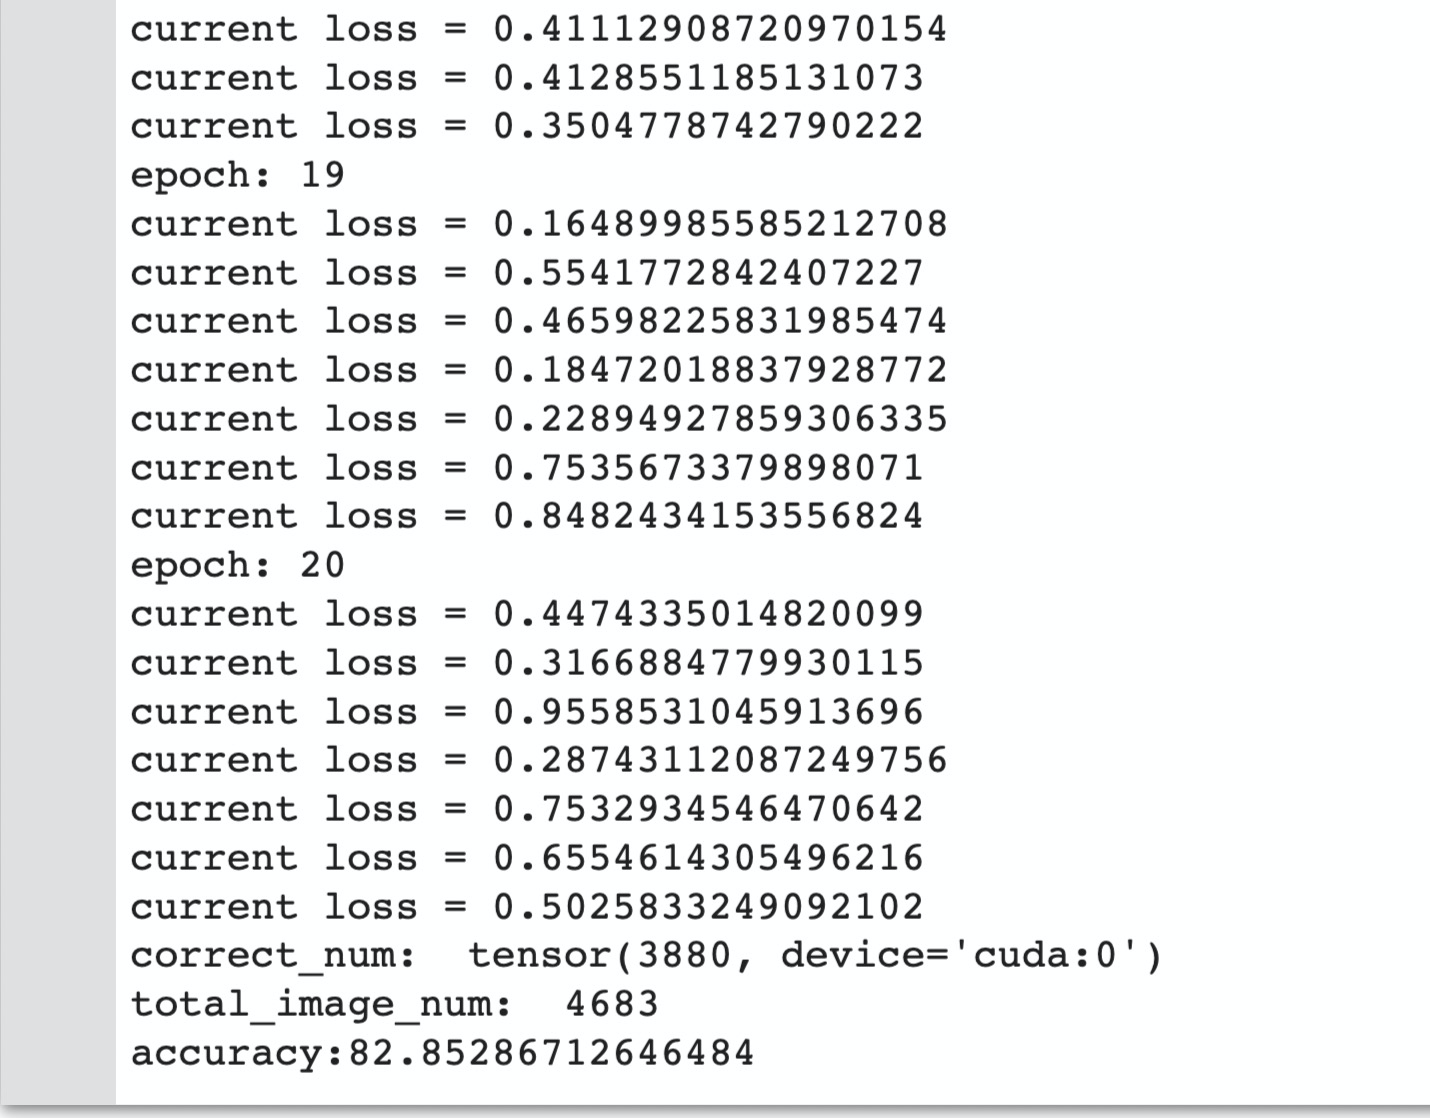 current loss = 0.41112908720970154
current loss = 0.4128551185131073
current loss = 0.3504778742790222
epoch: 19
current loss = 0.16489985585212708
current loss = 0.5541772842407227
current loss = 0.46598225831985474
current loss = 0.18472018837928772
current loss = 0.22894927859306335
current loss = 0.7535673379898071
current loss = 0.8482434153556824
epoch: 20
current loss = 0.4474335014820099
current loss = 0.3166884779930115
current loss = 0.9558531045913696
current loss = 0.28743112087249756
current loss = 0.7532934546470642
current loss = 0.6554614305496216
current loss = 0.5025833249092102
correct_num:  tensor(3880, device='cuda:0')
total_image_num:  4683
accuracy:82.85286712646484